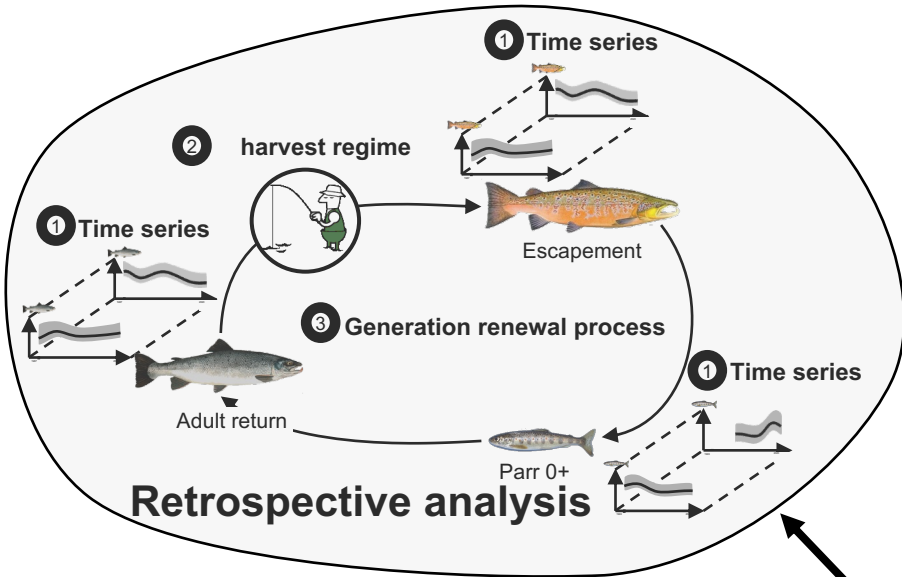 1 Time series
2 harvest regime
Escapement
1 Time series
3 Generation renewal process
1 Time series
Adult return
Parr 0+
Retrospective analysis